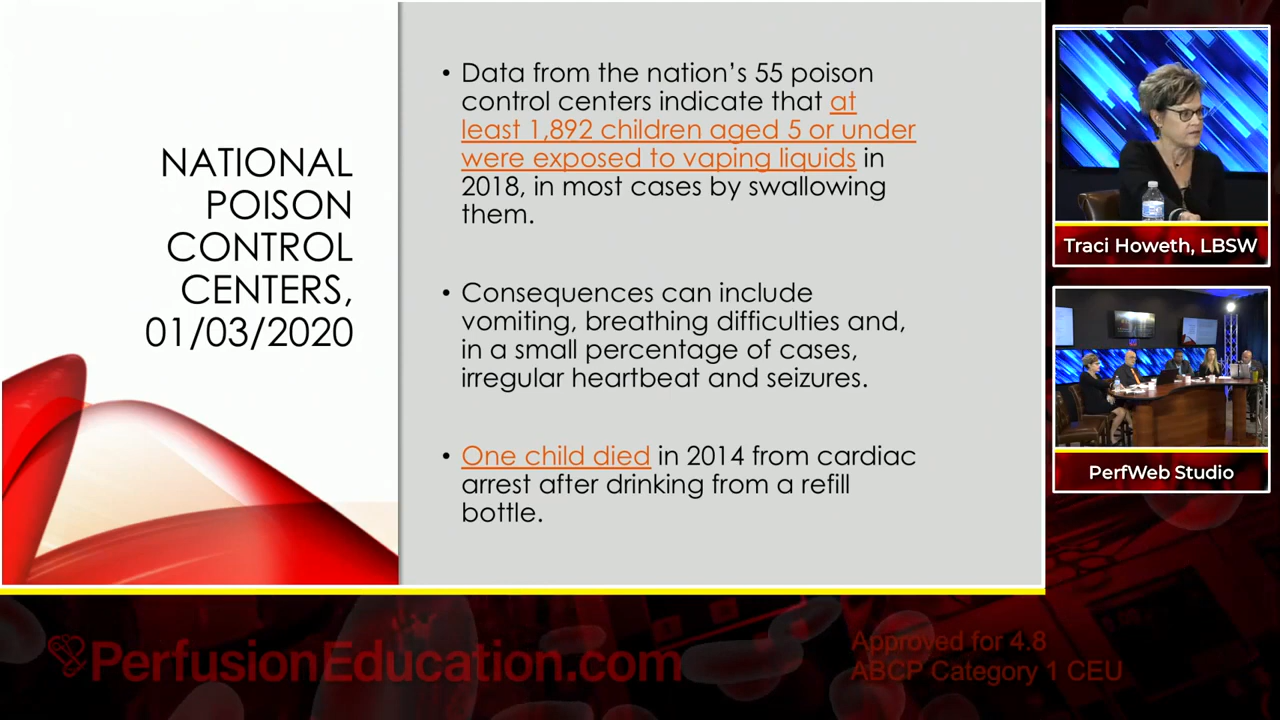 NATIONAL
POISON
CONTROL
CENTERS,
01/03/2020
• Data from the nation’s 55 poison
control centers indicate that at
least 1,892 children aged 5 or under
were exposed to vaping liquids in
2018, in most cases by swallowing
them.
• Consequences can include
vomiting, breathing difficulties and,
in a small percentage of cases,
irregular heartbeat and seizures.
• One child died in 2014 from cardiac
arrest after drinking from a refill
bottle.
Traci Howeth, LBSW
PerfWeb Studio
PerfusionEducation.com
Approved for 4.8
ABCP Category 1 CEU